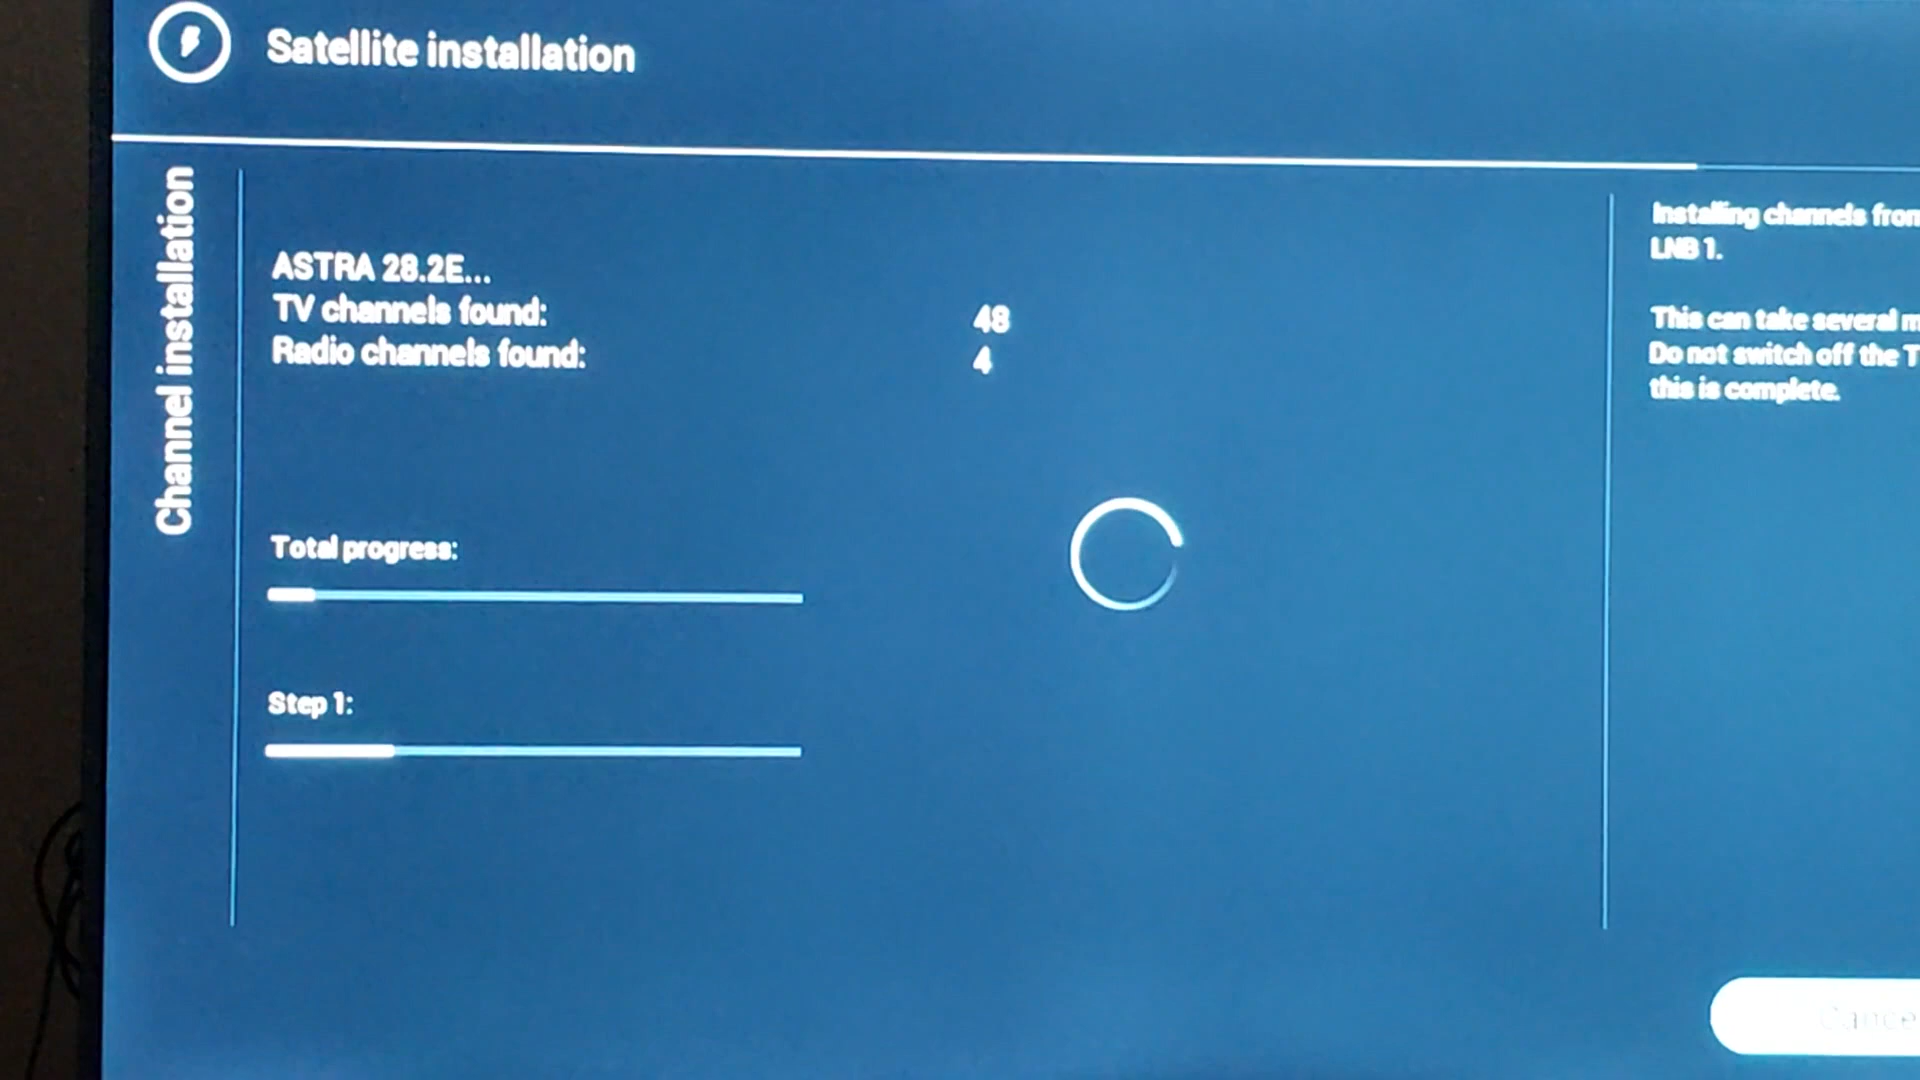 Satellite installation
Channel installation
ASTRA 28.2E...
TV channels found: 48
Radio channels found: 4
Total progress:
Step 1:
Installing channels
LNB 1.
This can take several
Do not switch off the
this is complete.